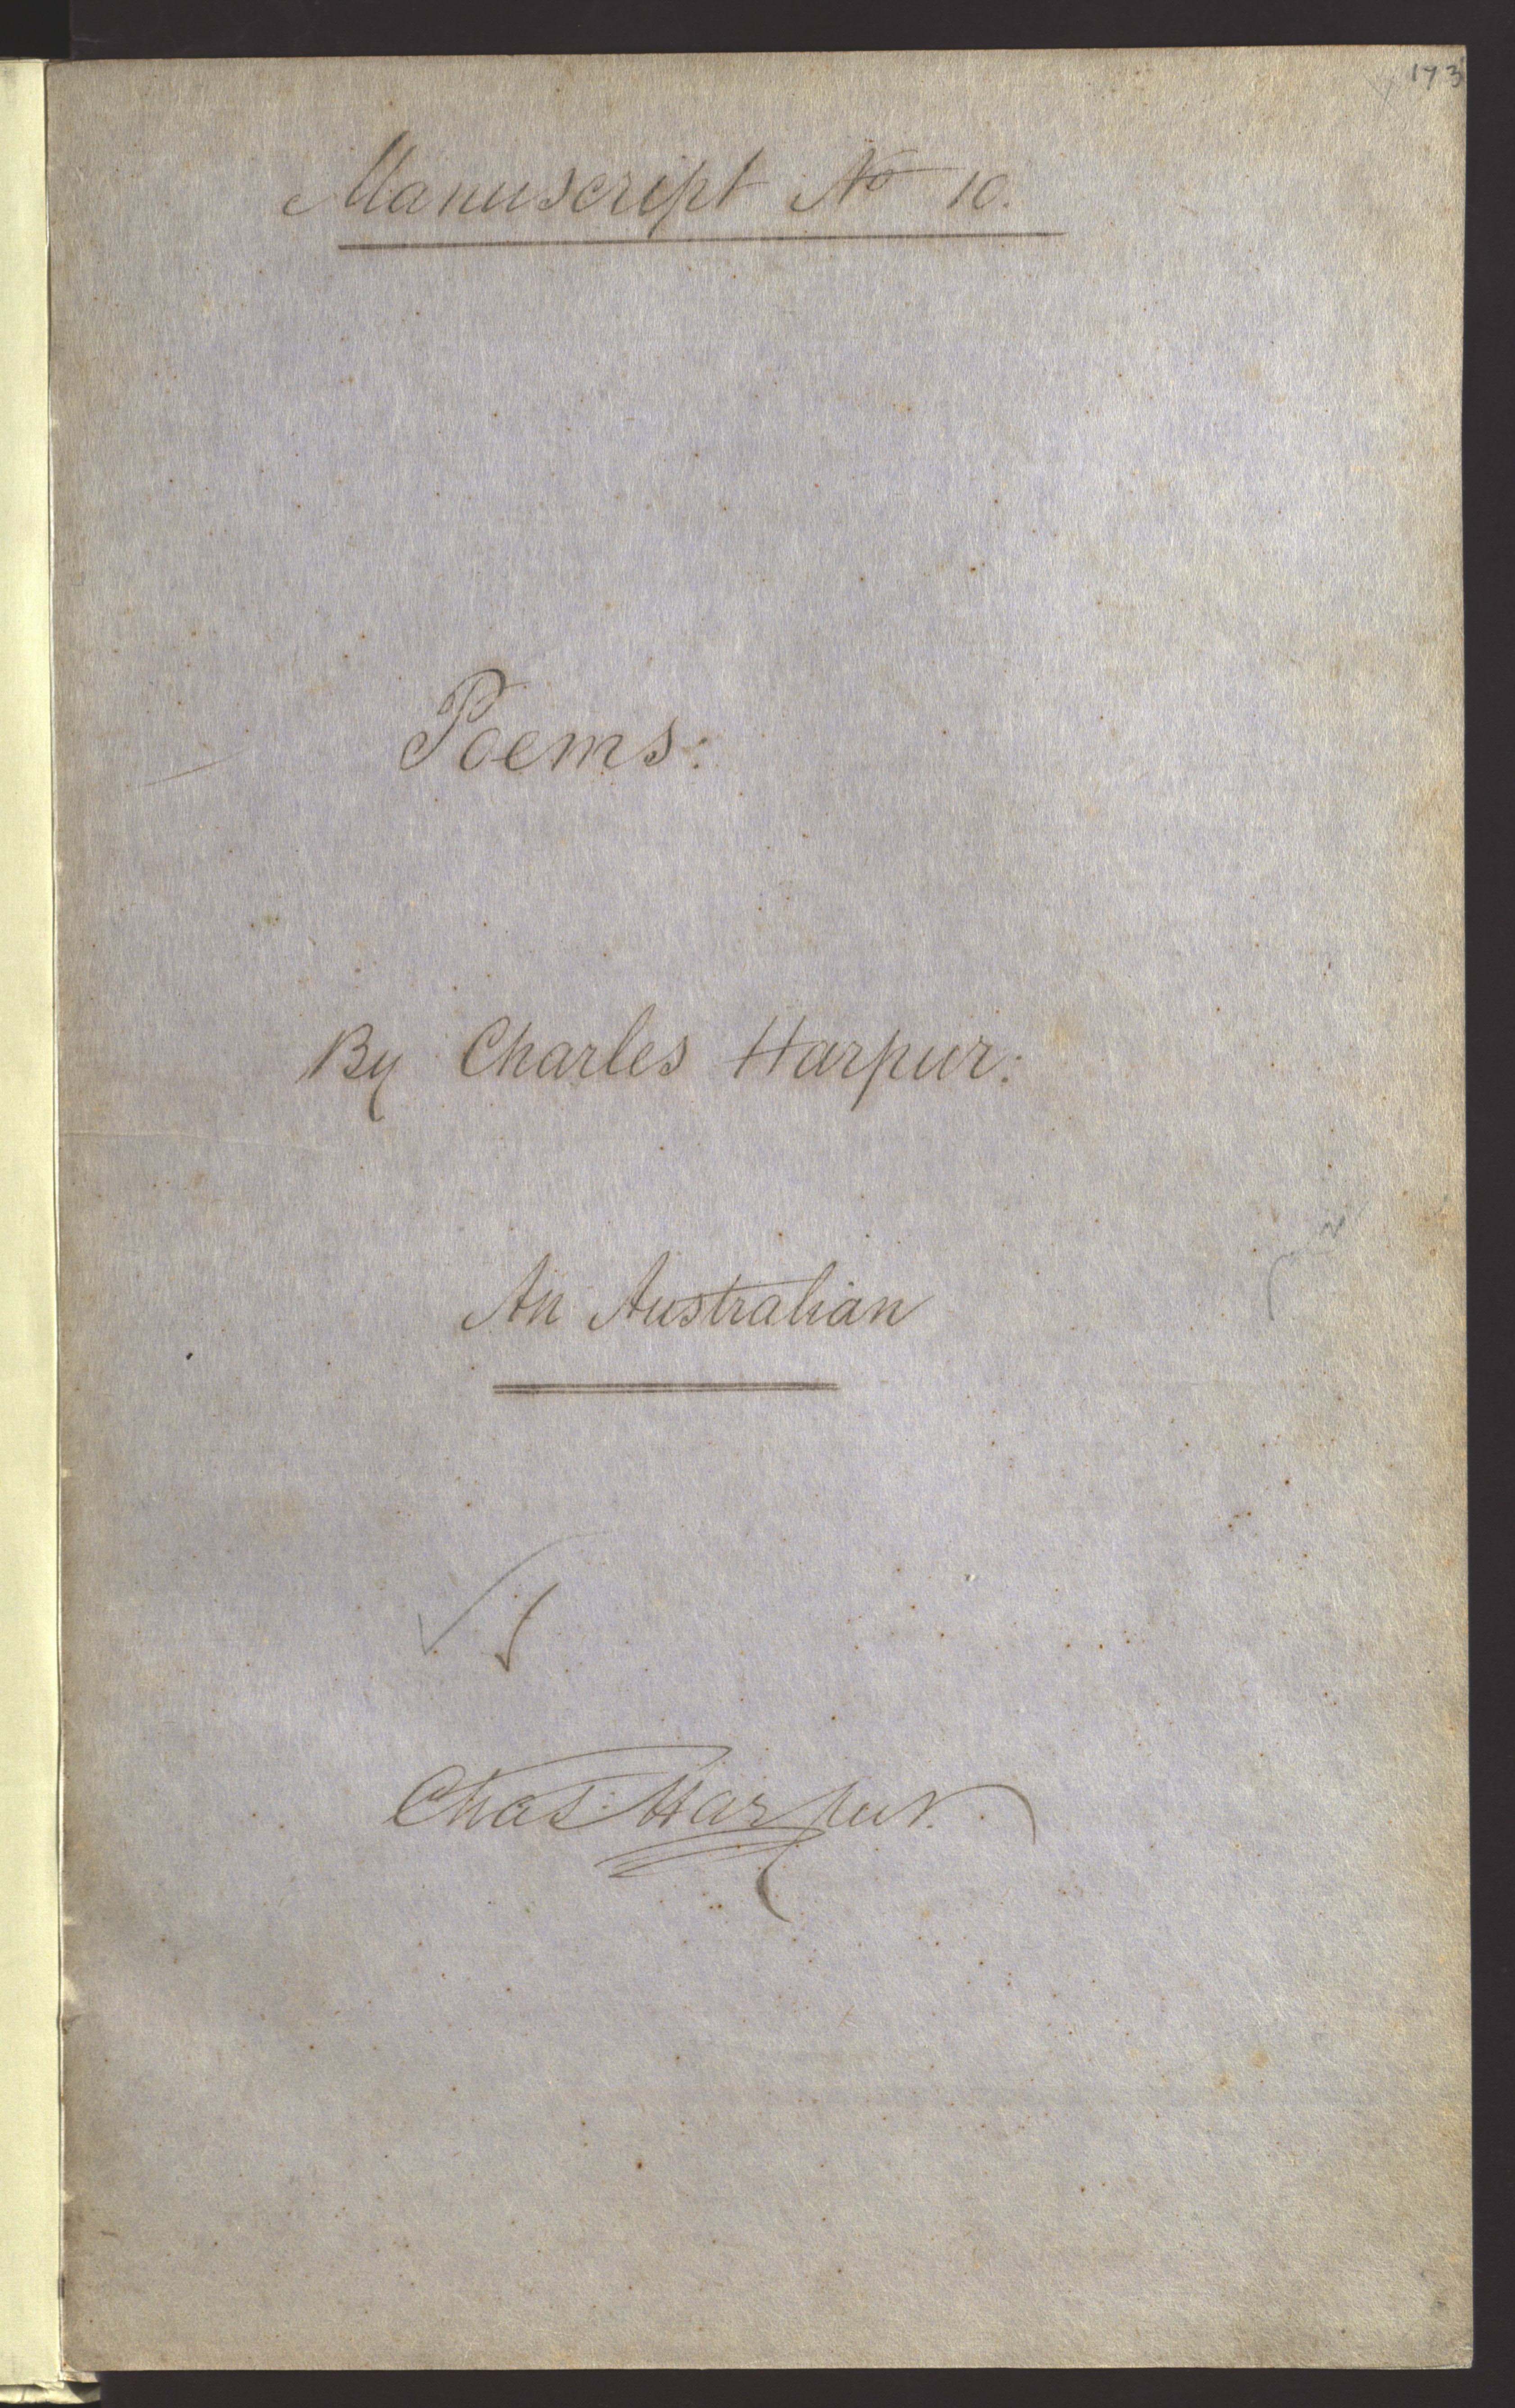 173
Manuscript No 10.
Poems:
By Charles Harpur:
An Australian
Chas: Harpur.